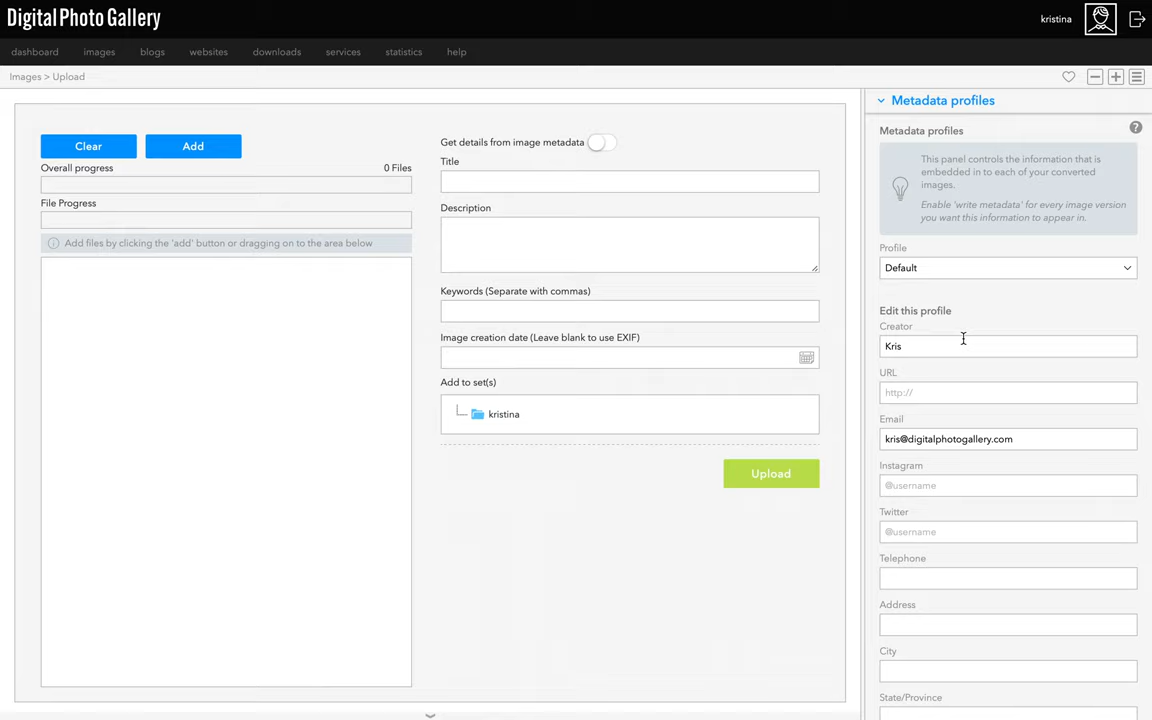 Digital Photo Gallery
kristina
dashboard images blogs websites downloads services statistics help
Images > Upload
Clear Add
Overall progress 0 Files
File Progress
Add files by clicking the 'add' button or dragging on to the area below
Get details from image metadata
Title
Description
Keywords (Separate with commas)
Image creation date (Leave blank to use EXIF)
Add to set(s)
kristina
Upload
Metadata profiles
Metadata profiles
?
This panel controls the information that is
embedded in to each of your converted
images.
Enable 'write metadata' for every image version
you want this information to appear in.
Profile
Default
Edit this profile
Creator
Kris
URL
http://
Email
kris@digitalphotogallery.com
Instagram
@username
Twitter
@username
Telephone
Address
City
State/Province